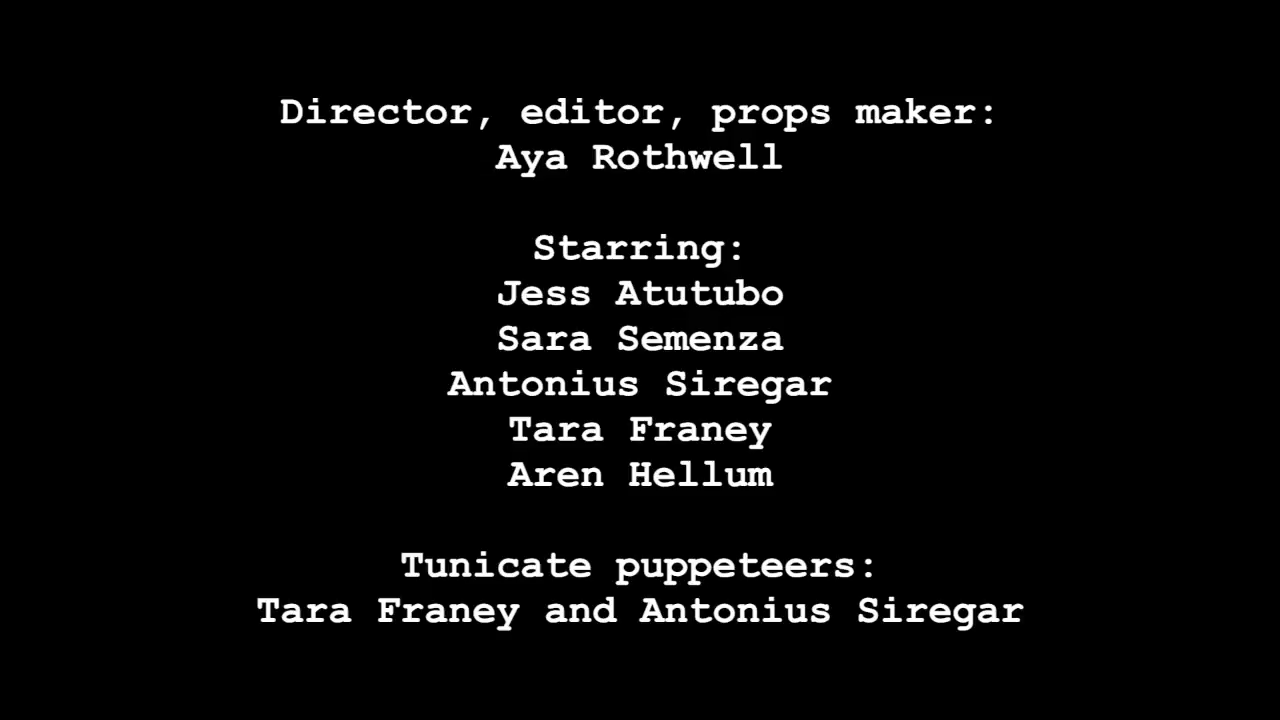 Director, editor, props maker:
Aya Rothwell
Starring:
Jess Atutubo
Sara Semenza
Antonius Siregar
Tara Franey
Aren Hellum
Tunicate puppeteers:
Tara Franey and Antonius Siregar